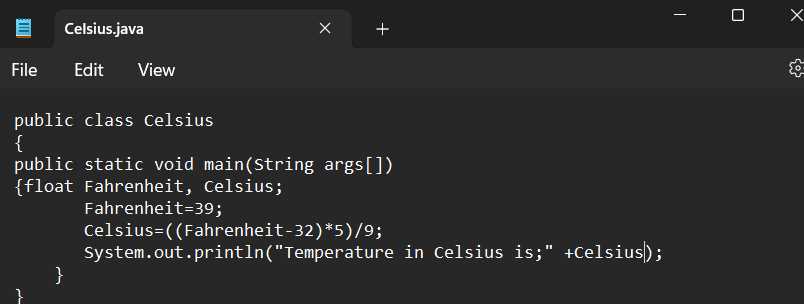 Celsius.java
File Edit View
public class Celsius
{
public static void main(String args[])
{float Fahrenheit, Celsius;
       Fahrenheit=39;
       Celsius=((Fahrenheit-32)*5)/9;
       System.out.println("Temperature in Celsius is;" +Celsius);
    }
}